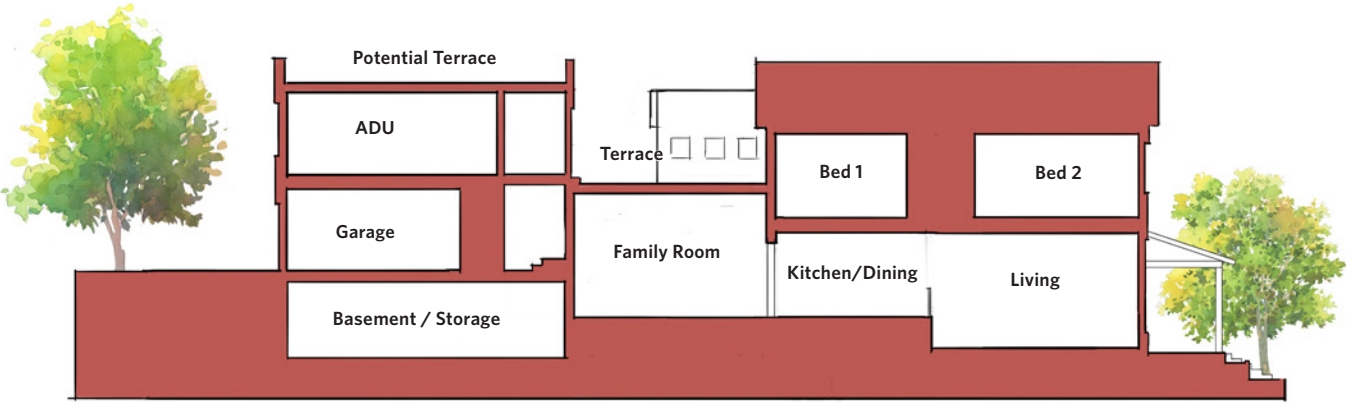 Potential Terrace
ADU
Terrace
Bed 1
Bed 2
Garage
Family Room
Kitchen/Dining
Living
Basement / Storage